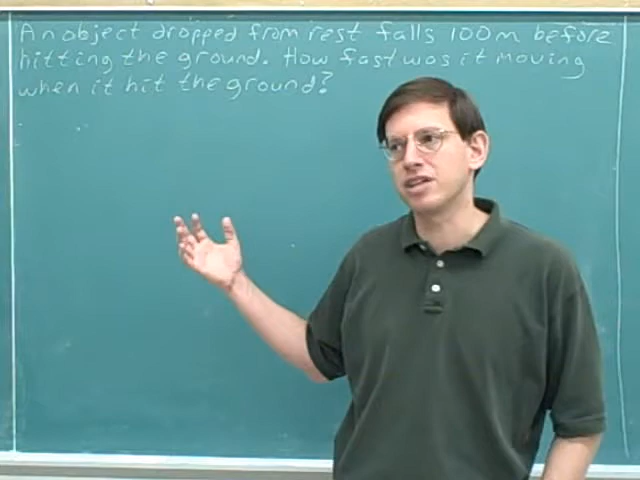 An object dropped from rest falls 100 m before
hitting the ground. How fast was it moving
when it hit the ground?